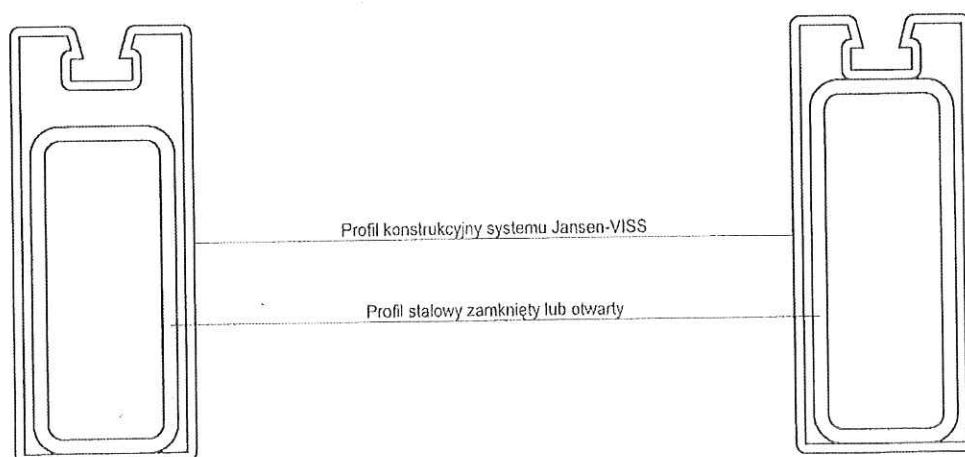 Profil konstrukcyjny systemu Jansen-VISS
Profil stalowy zamknięty lub otwarty